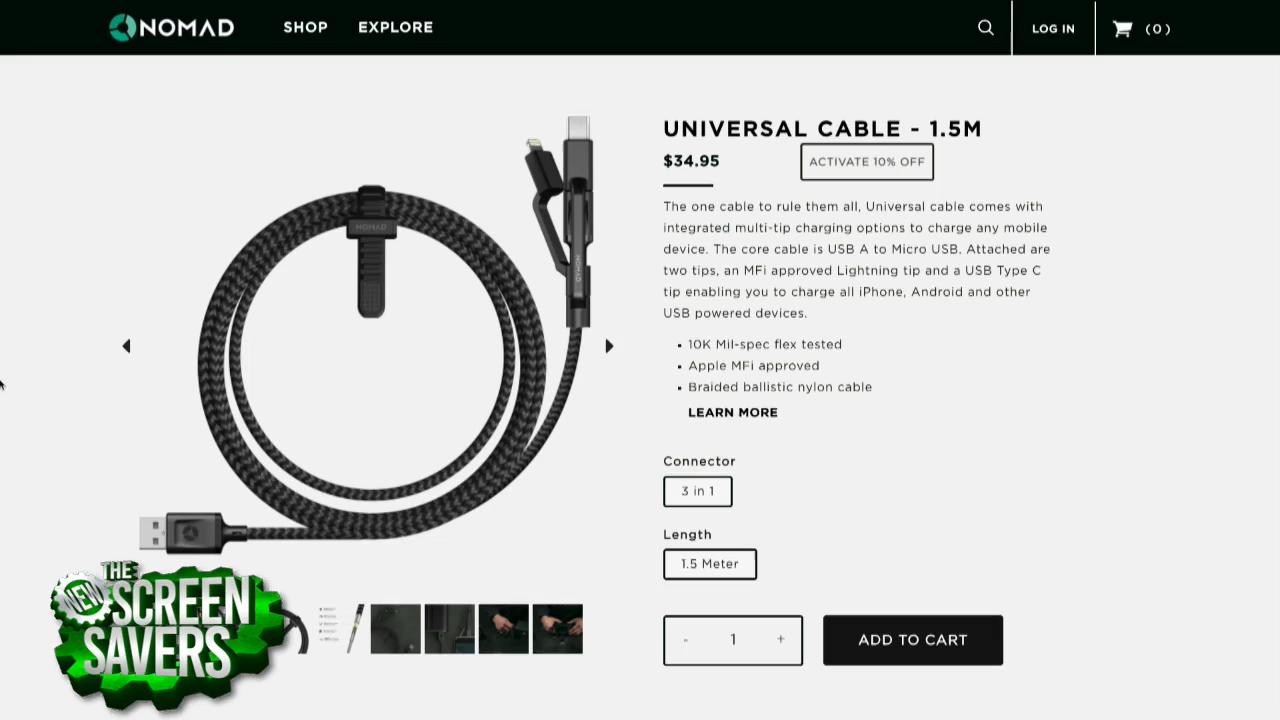 NOMAD
SHOP
EXPLORE
LOG IN
(0)
UNIVERSAL CABLE - 1.5M
$34.95
ACTIVATE 10% OFF
The one cable to rule them all, Universal cable comes with
integrated multi-tip charging options to charge any mobile
device. The core cable is USB A to Micro USB. Attached are
two tips, an MFi approved Lightning tip and a USB Type C
tip enabling you to charge all iPhone, Android and other
USB powered devices.
10K Mil-spec flex tested
Apple MFi approved
Braided ballistic nylon cable
LEARN MORE
Connector
3 in 1
Length
1.5 Meter
- 1 +
ADD TO CART
NOMAD
NOMAD
THE
NEW
SCREEN
SAVERS